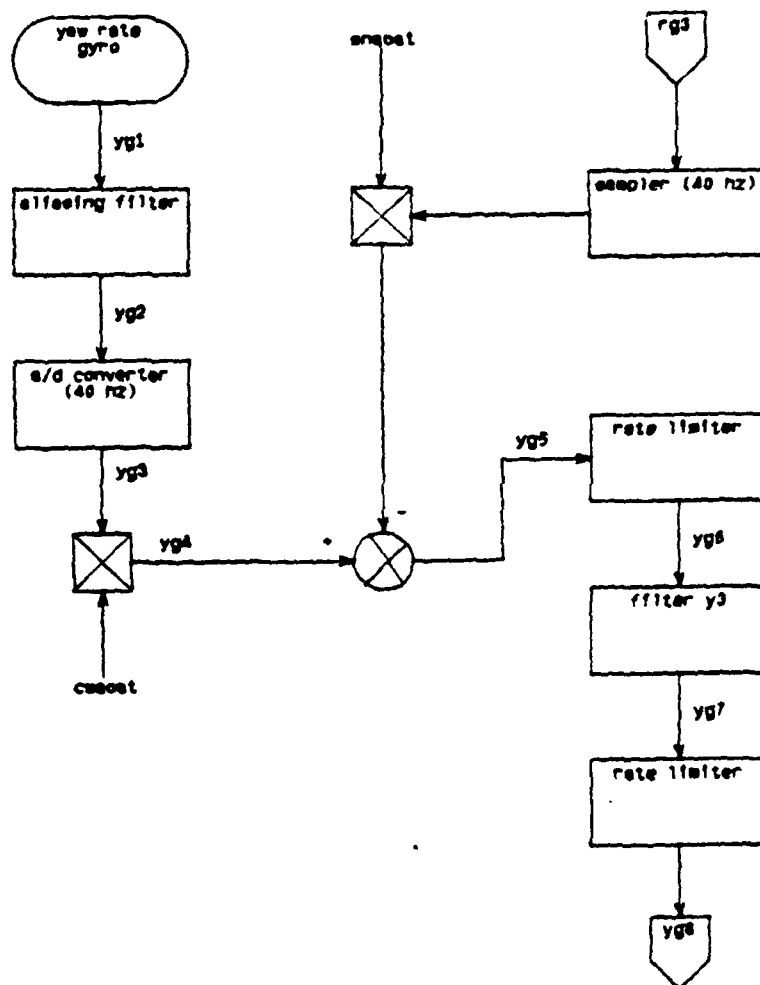 yaw rate
gyro
yg1
aliasing filter
yg2
a/d converter
(40 hz)
yg3
yg4
+
-
rg3
sampler (40 hz)
yg5
rate limiter
yg6
filter y3
yg7
rate limiter
yg8